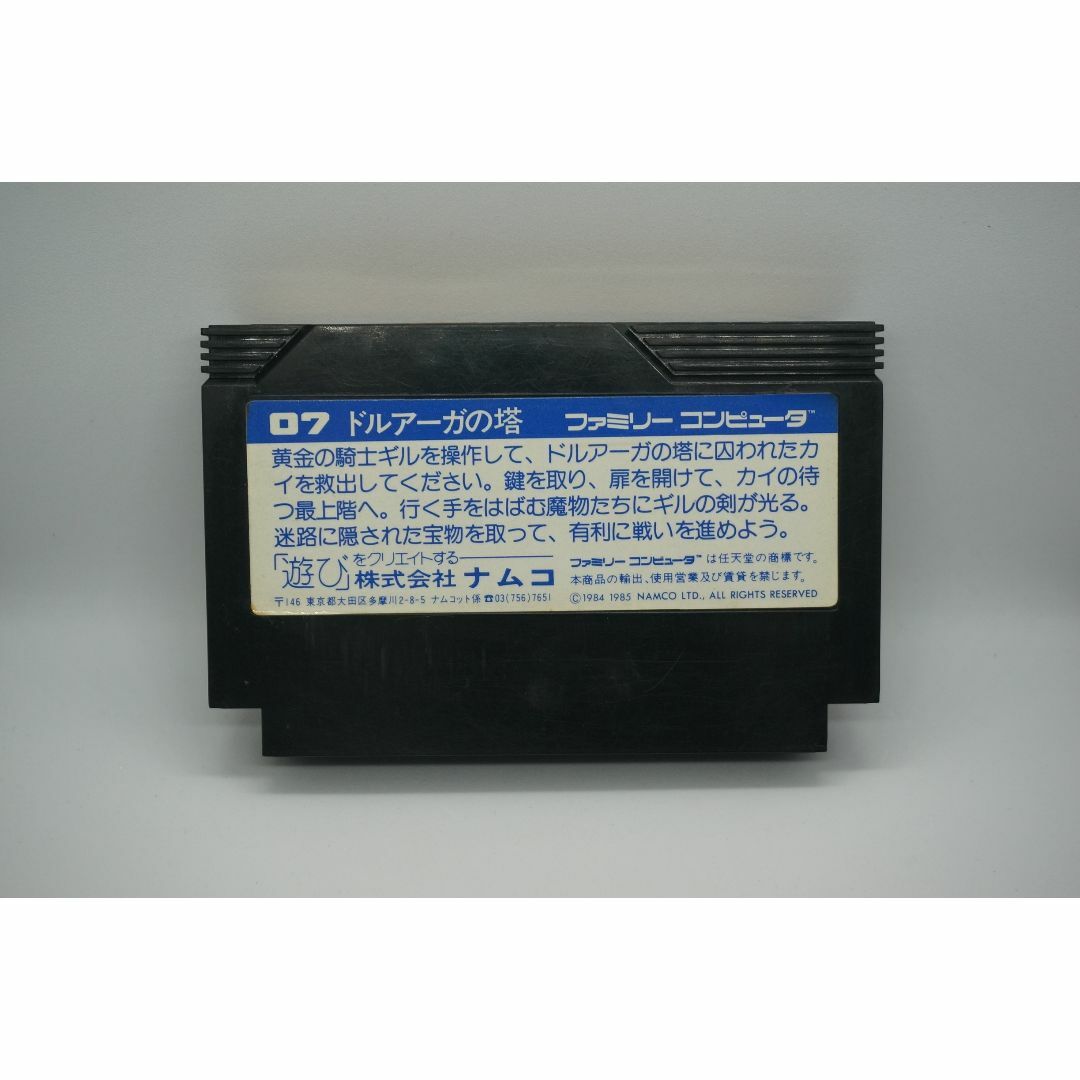 07 ドルアーガの塔 ファミリー コンピュータ™
黄金の騎士ギルを操作して、ドルアーガの塔に囚われたカ
イを救出してください。鍵を取り、扉を開けて、カイの待
つ最上階へ。行く手をはばむ魔物たちにギルの剣が光る。
迷路に隠された宝物を取って、有利に戦いを進めよう。
「遊び」をクリエイトする
株式会社 ナムコ
〒146 東京都大田区多摩川2-8-5 ナムコット係 ☎03(756)7651
ファミリー コンピュータ™ は任天堂の商標です。
本商品の輸出、使用営業及び賃貸を禁じます。
©1984 1985 NAMCO LTD., ALL RIGHTS RESERVED